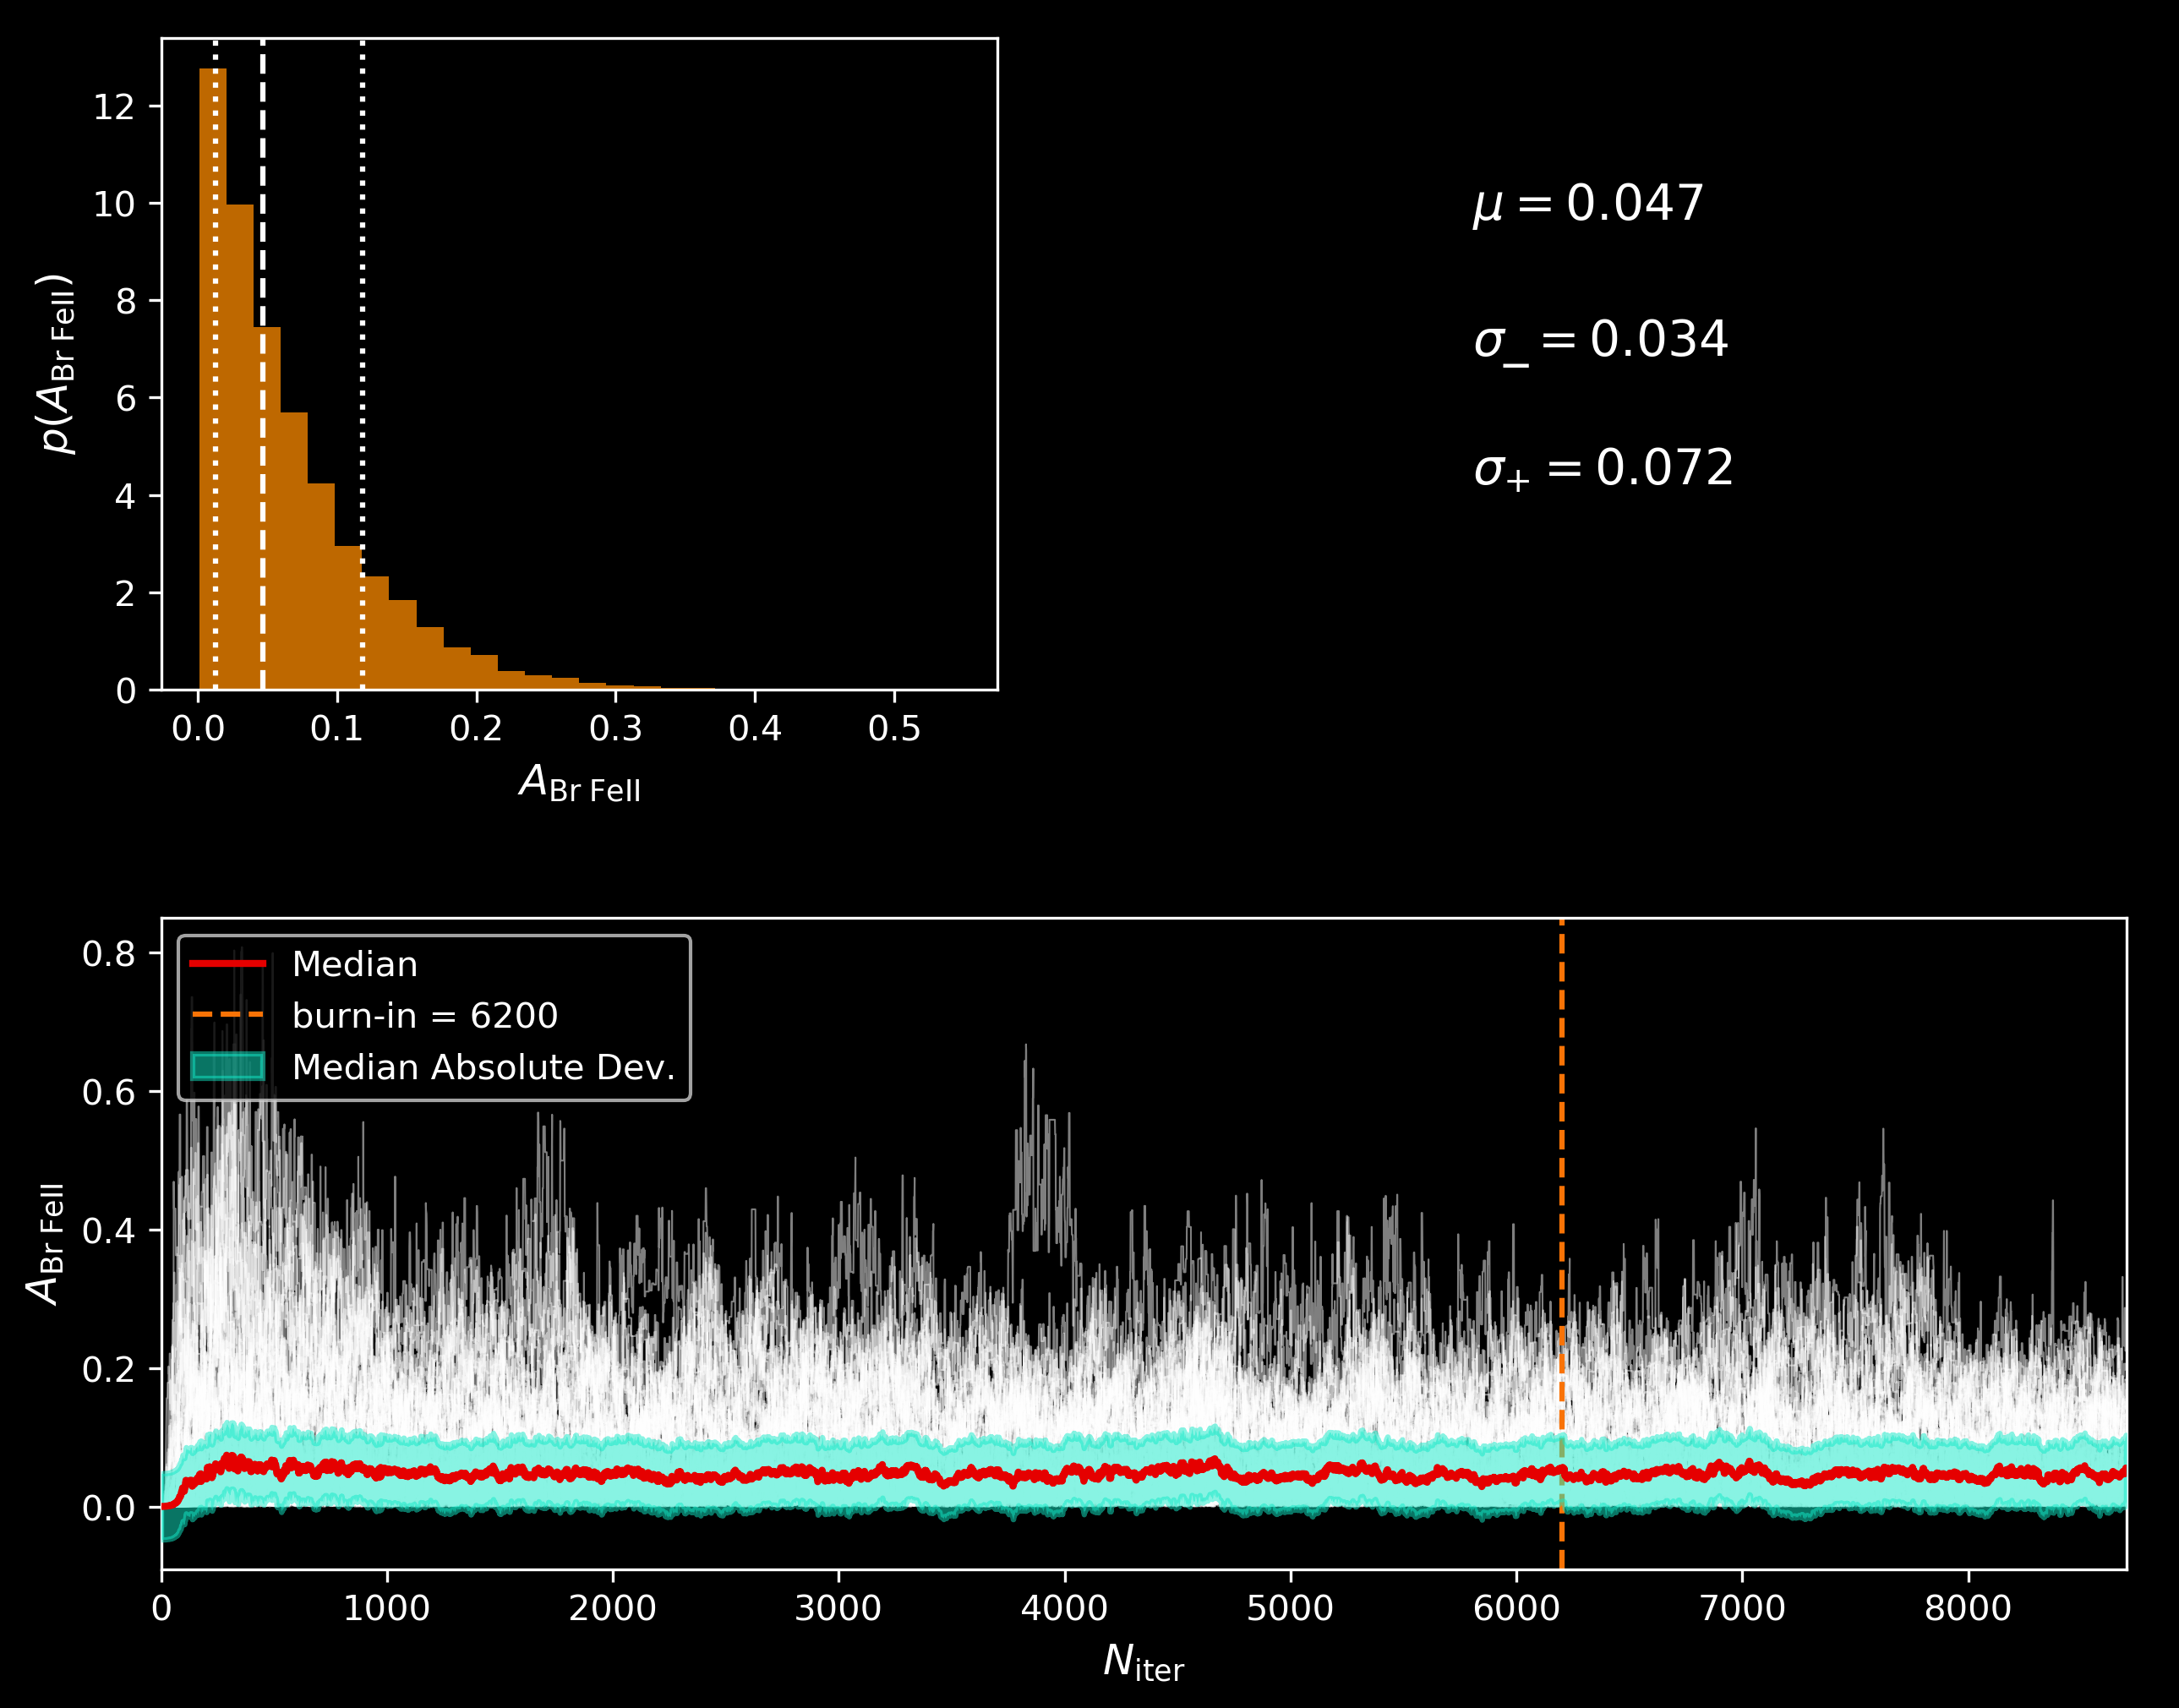 12
10
8
6
4
2
0
p(A_Br FeII)
0.0 0.1 0.2 0.3 0.4 0.5
A_Br FeII
μ = 0.047
σ_− = 0.034
σ_+ = 0.072
Median
burn-in = 6200
Median Absolute Dev.
0.8
0.6
0.4
0.2
0.0
A_Br FeII
0 1000 2000 3000 4000 5000 6000 7000 8000
N_iter